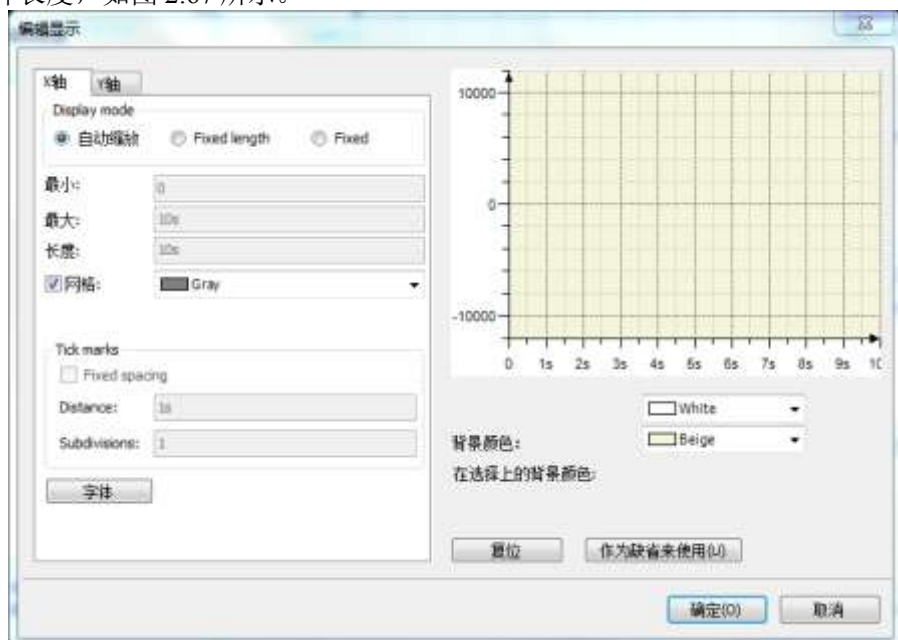 长度，如图 2.67 所示。
编辑显示
X轴 Y轴
Display mode
自动缩放 Fixed length Fixed
最小: 0
最大: 10s
长度: 10s
网格: Gray
Tick marks
Fixed spacing
Distance: 1s
Subdivisions: 1
字体
10000
0
-10000
0 1s 2s 3s 4s 5s 6s 7s 8s 9s 10
White
背景颜色: Beige
在选择上的背景颜色:
复位 作为缺省来使用(U)
确定(O) 取消